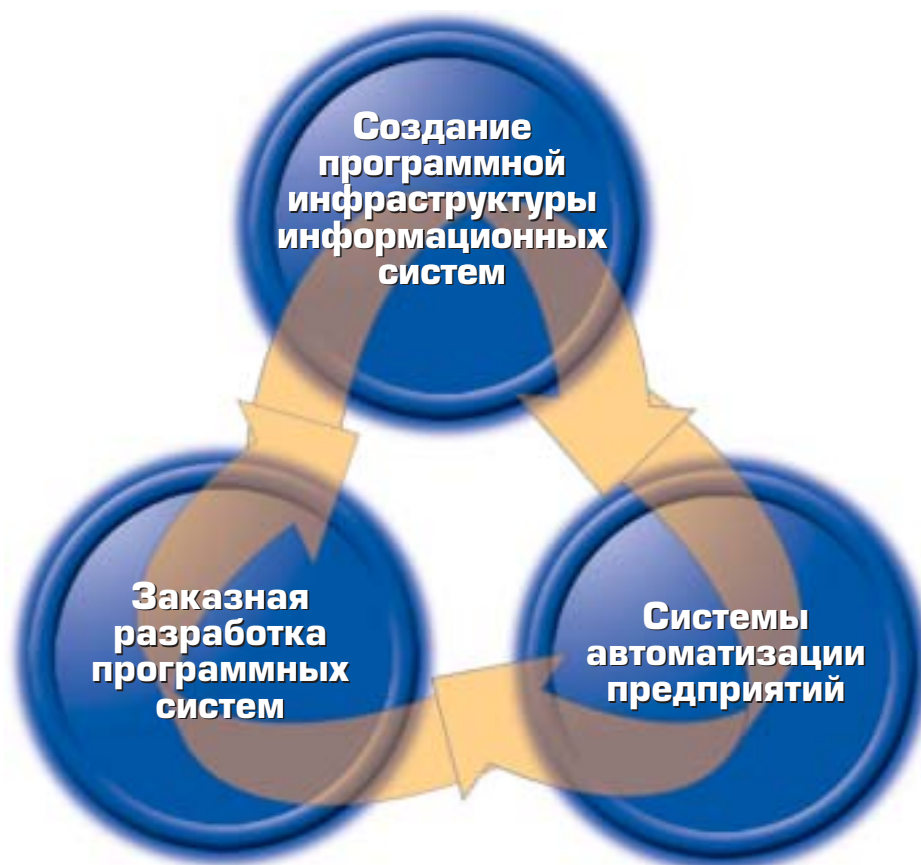 Создание
программной
инфраструктуры
информационных
систем
Заказная
разработка
программных
систем
Системы
автоматизации
предприятий